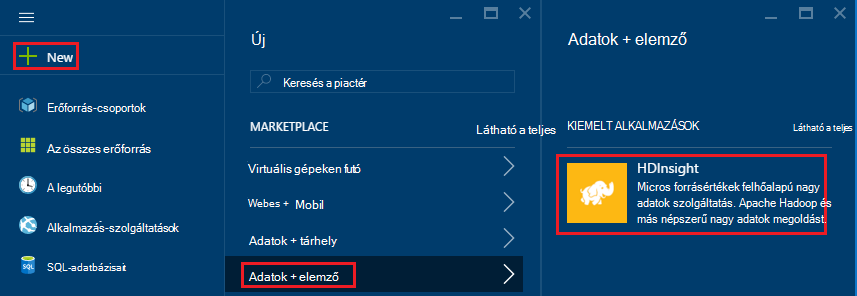 New
Erőforrás-csoportok
Az összes erőforrás
A legutóbbi
Alkalmazás-szolgáltatások
SQL
SQL-adatbázisait
Új
Keresés a piactér
MARKETPLACE
Látható a teljes
Virtuális gépeken futó
Webes + Mobil
Adatok + tárhely
Adatok + elemző
Adatok + elemző
KIEMELT ALKALMAZÁSOK
Látható a teljes
HDInsight
Micros forrásértékek felhőalapú nagy
adatok szolgáltatás. Apache Hadoop és
más népszerű nagy adatok megoldást